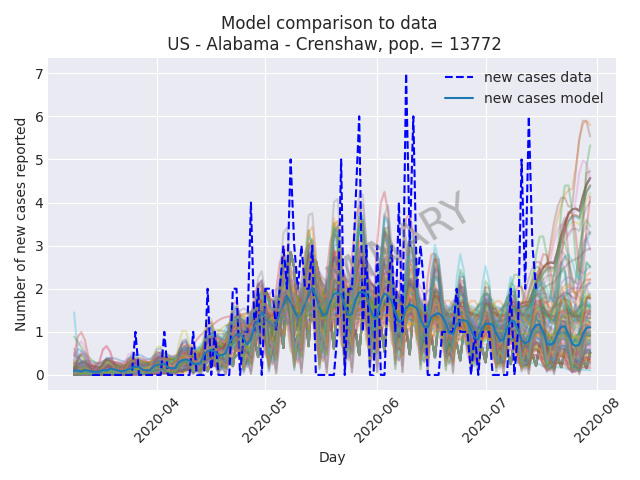 Model comparison to data
US - Alabama - Crenshaw, pop. = 13772
new cases data
new cases model
Number of new cases reported
7
6
5
4
3
2
1
0
2020-04
2020-05
2020-06
2020-07
2020-08
Day